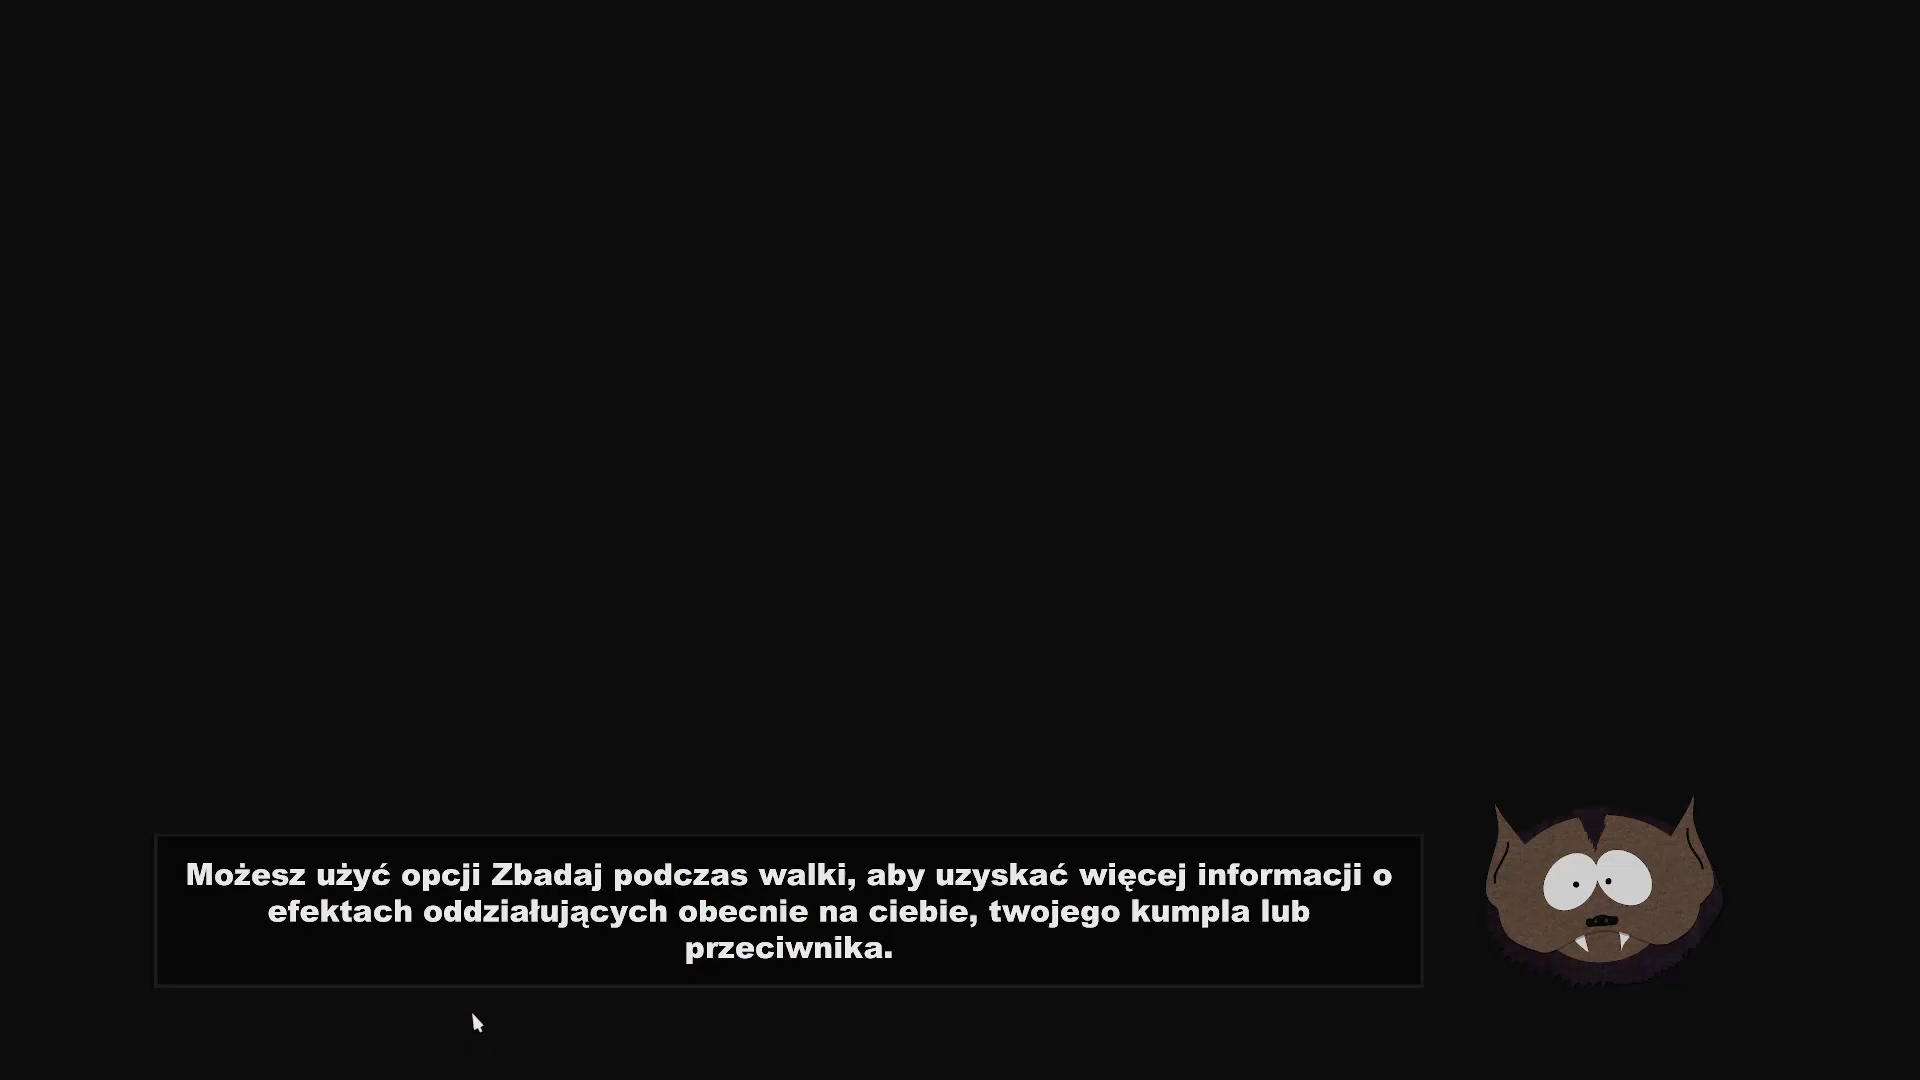 Możesz użyć opcji Zbadaj podczas walki, aby uzyskać więcej informacji o
efektach oddziałujących obecnie na ciebie, twojego kumpla lub
przeciwnika.